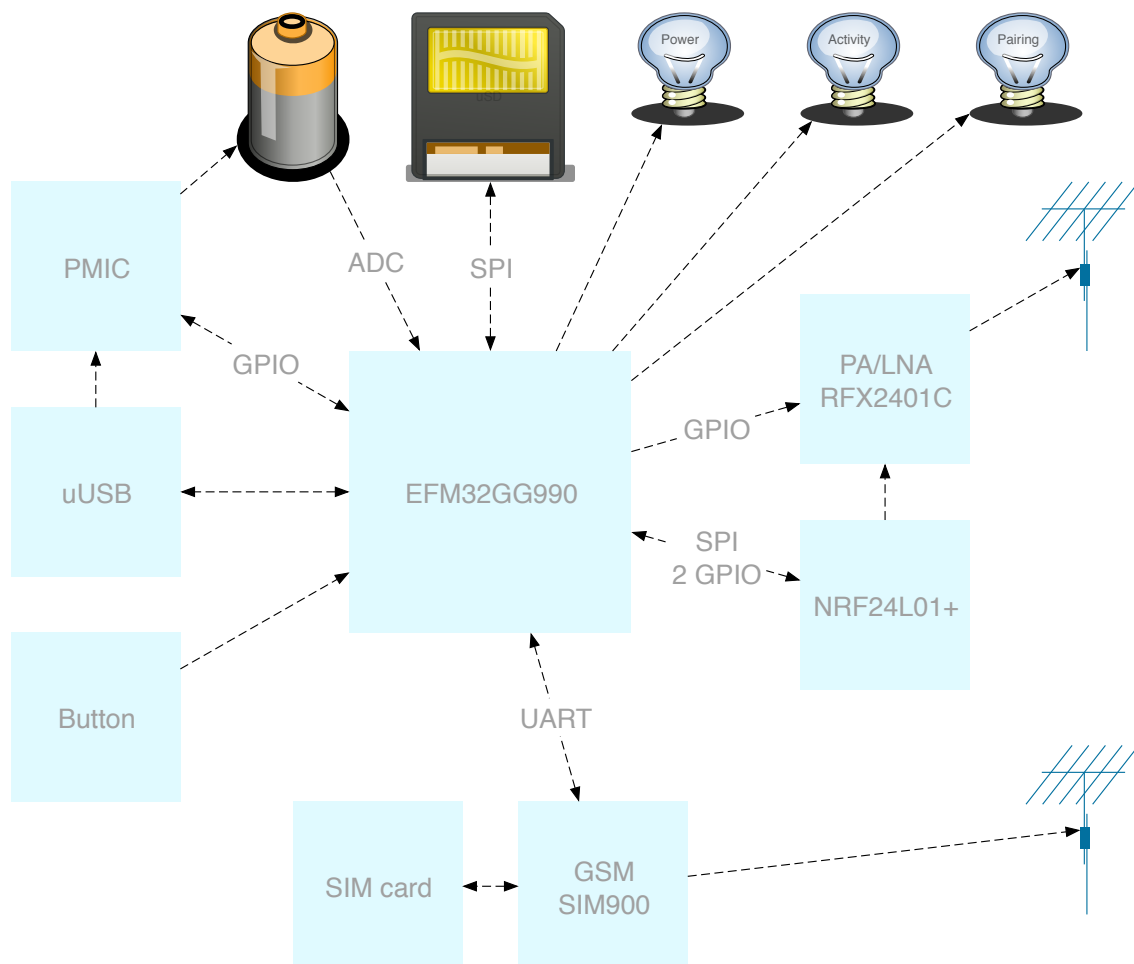 Power
Activity
Pairing
uSD
PMIC
ADC
SPI
GPIO
PA/LNA
RFX2401C
GPIO
uUSB
EFM32GG990
SPI
2 GPIO
NRF24L01+
Button
UART
SIM card
GSM
SIM900